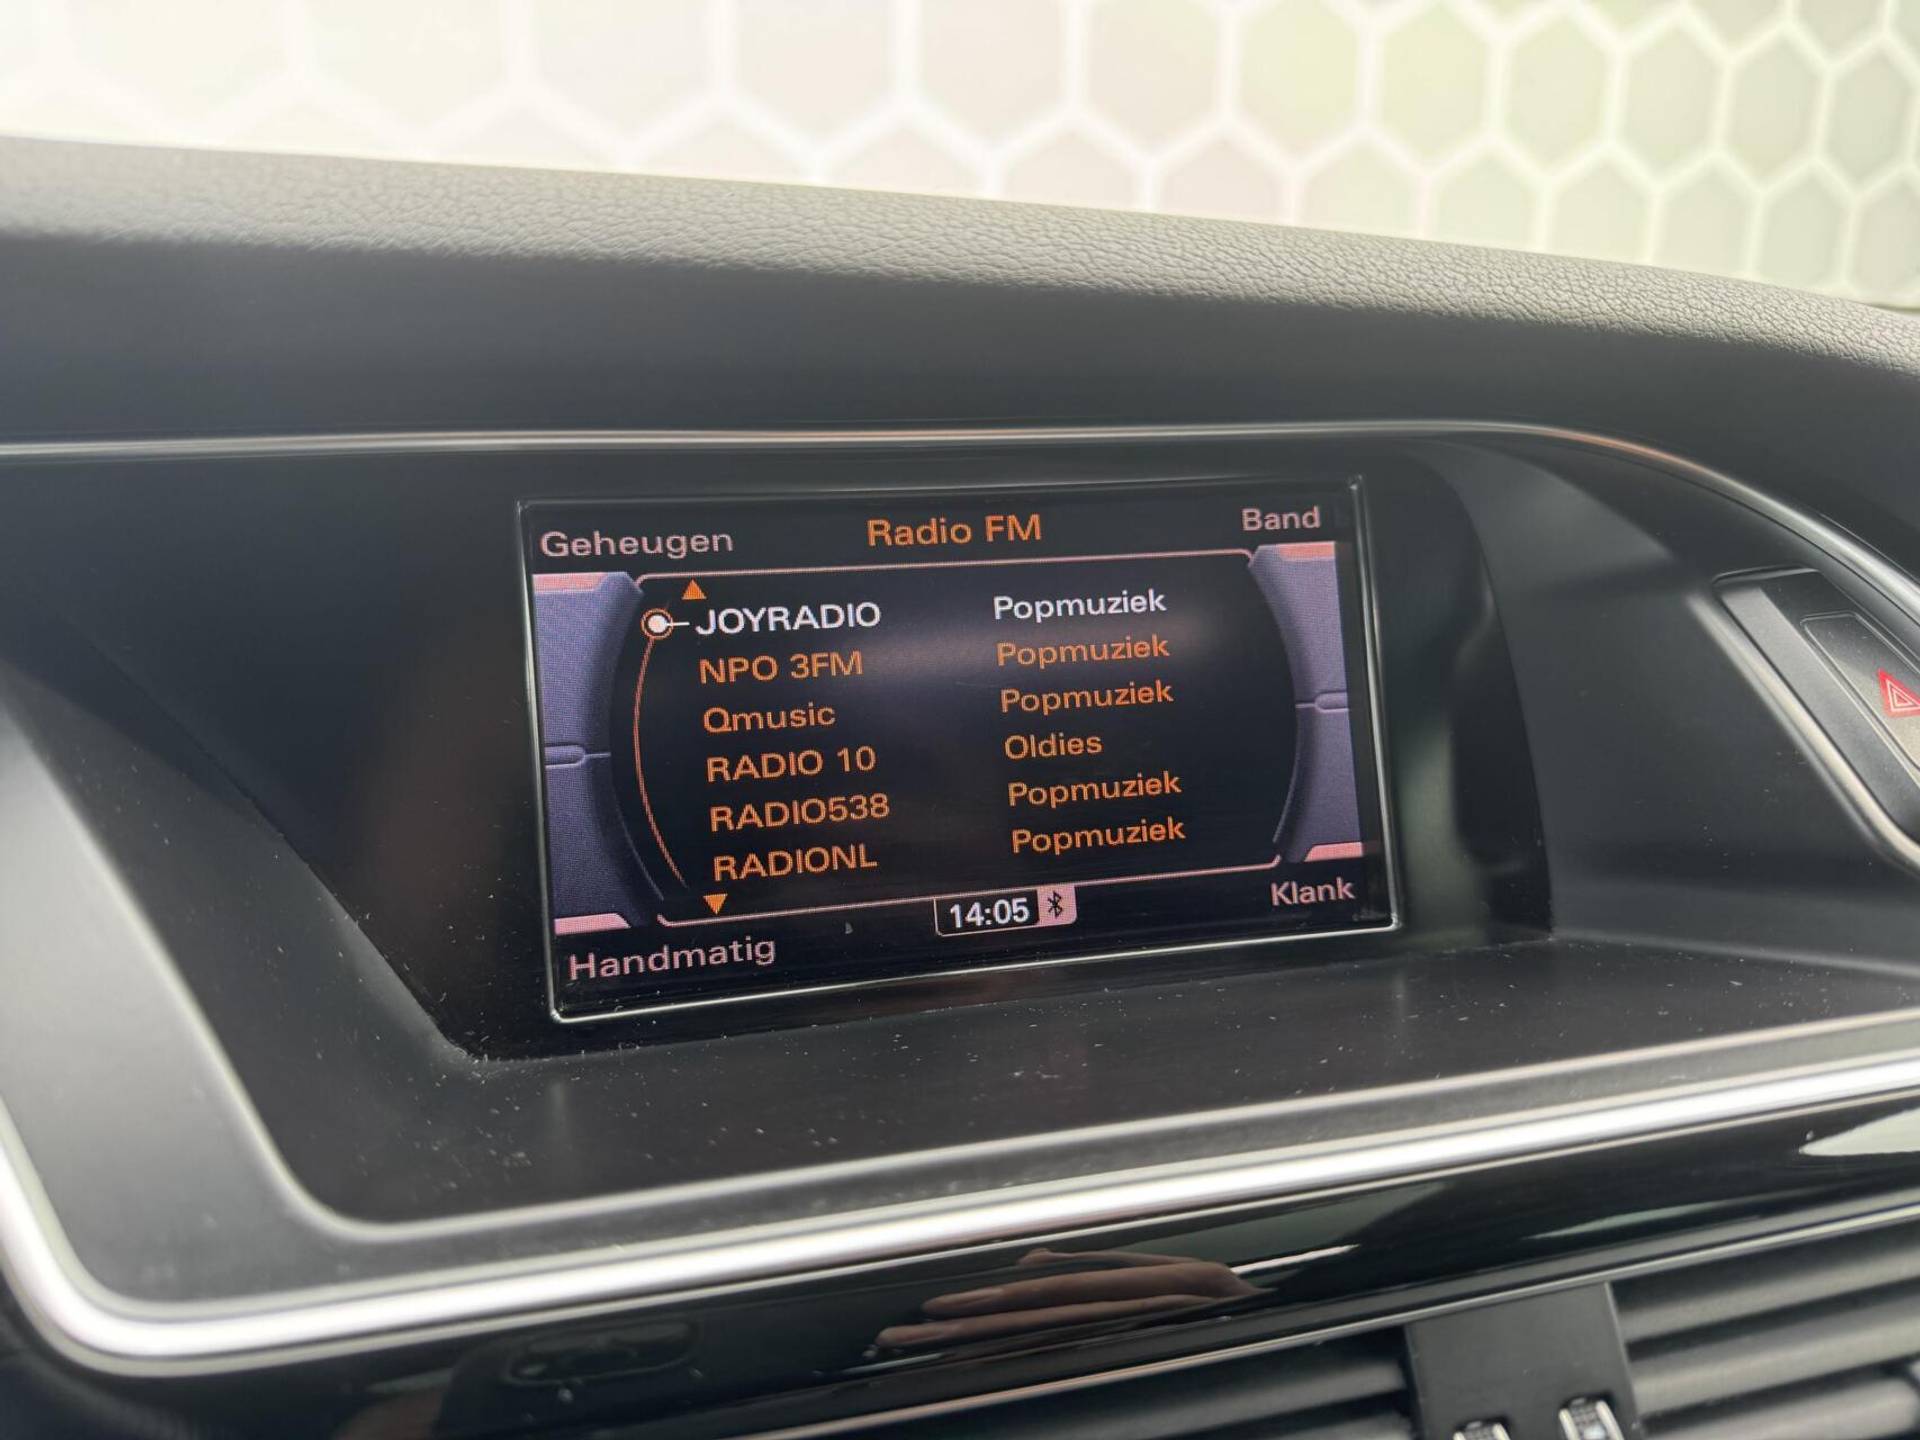 Geheugen Radio FM Band
JOYRADIO Popmuziek
NPO 3FM Popmuziek
Qmusic Popmuziek
RADIO 10 Oldies
RADIO538 Popmuziek
RADIONL Popmuziek
Handmatig 14:05 Klank